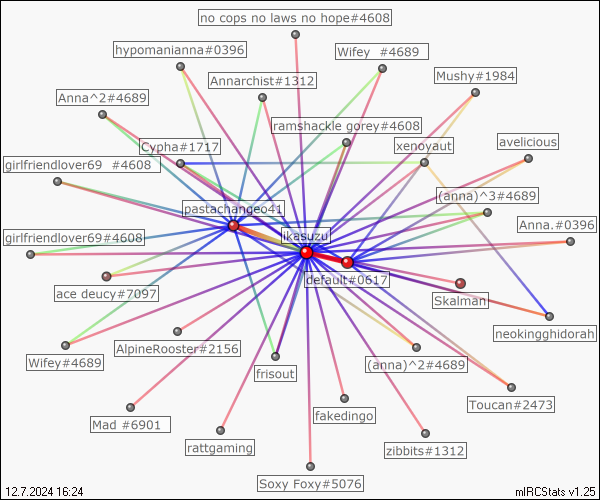 no cops no laws no hope#4608
hypomanianna#0396
Wifey  #4689
Annarchist#1312
Mushy#1984
Anna^2#4689
ramshackle gorey#4608
Cypha#1717
xenoyaut
avelicious
girlfriendlover69  #4608
(anna)^3#4689
pastachangeo41
Anna.#0396
girlfriendlover69#4608
ikasuzu
default#0617
ace deucy#7097
Skalman
neokingghidorah
AlpineRooster#2156
Wifey#4689
frisout
(anna)^2#4689
Toucan#2473
fakedingo
Mad #6901
rattgaming
zibbits#1312
Soxy Foxy#5076
12.7.2024 16:24
mIRCStats v1.25